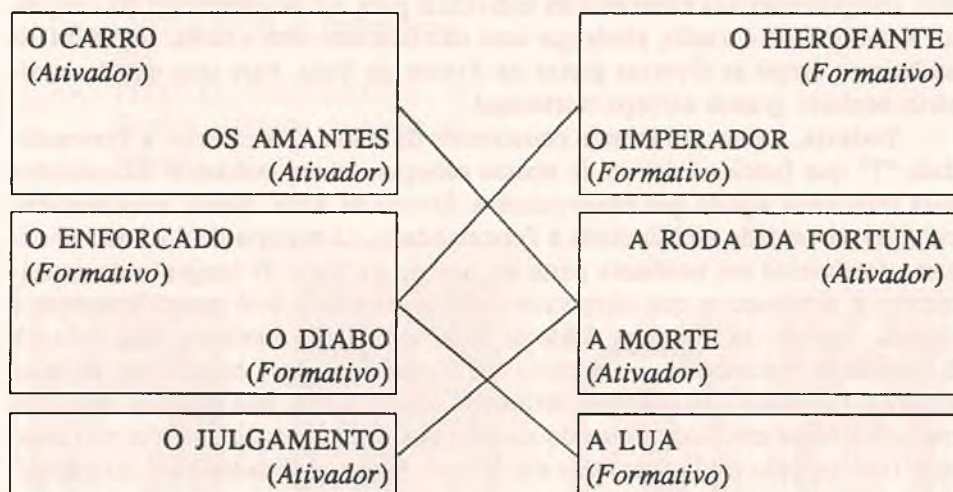 O CARRO
(Ativador)
OS AMANTES
(Ativador)
O HIEROFANTE
(Formativo)
O IMPERADOR
(Formativo)
O ENFORCADO
(Formativo)
O DIABO
(Formativo)
A RODA DA FORTUNA
(Ativador)
A MORTE
(Ativador)
O JULGAMENTO
(Ativador)
A LUA
(Formativo)